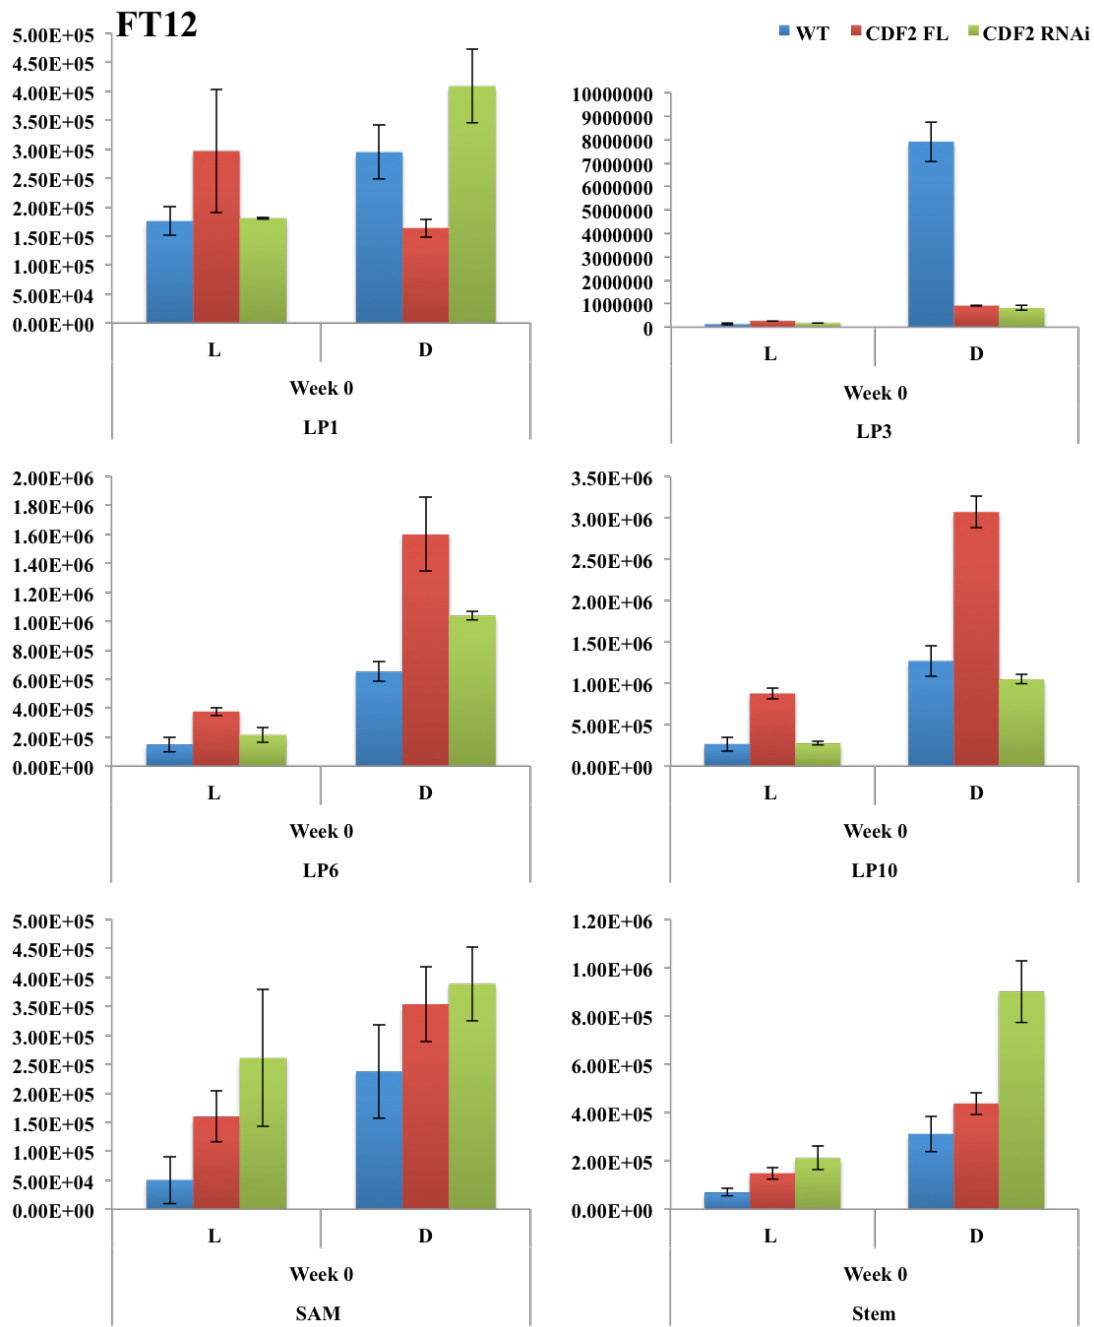 FT12
WT CDF2 FL CDF2 RNAi
5.00E+05
4.50E+05
4.00E+05
3.50E+05
3.00E+05
2.50E+05
2.00E+05
1.50E+05
1.00E+05
5.00E+04
0.00E+00
L D
Week 0
LP1
10000000
9000000
8000000
7000000
6000000
5000000
4000000
3000000
2000000
1000000
0
L D
Week 0
LP3
2.00E+06
1.80E+06
1.60E+06
1.40E+06
1.20E+06
1.00E+06
8.00E+05
6.00E+05
4.00E+05
2.00E+05
0.00E+00
L D
Week 0
LP6
3.50E+06
3.00E+06
2.50E+06
2.00E+06
1.50E+06
1.00E+06
5.00E+05
0.00E+00
L D
Week 0
LP10
5.00E+05
4.50E+05
4.00E+05
3.50E+05
3.00E+05
2.50E+05
2.00E+05
1.50E+05
1.00E+05
5.00E+04
0.00E+00
L D
Week 0
SAM
1.20E+06
1.00E+06
8.00E+05
6.00E+05
4.00E+05
2.00E+05
0.00E+00
L D
Week 0
Stem